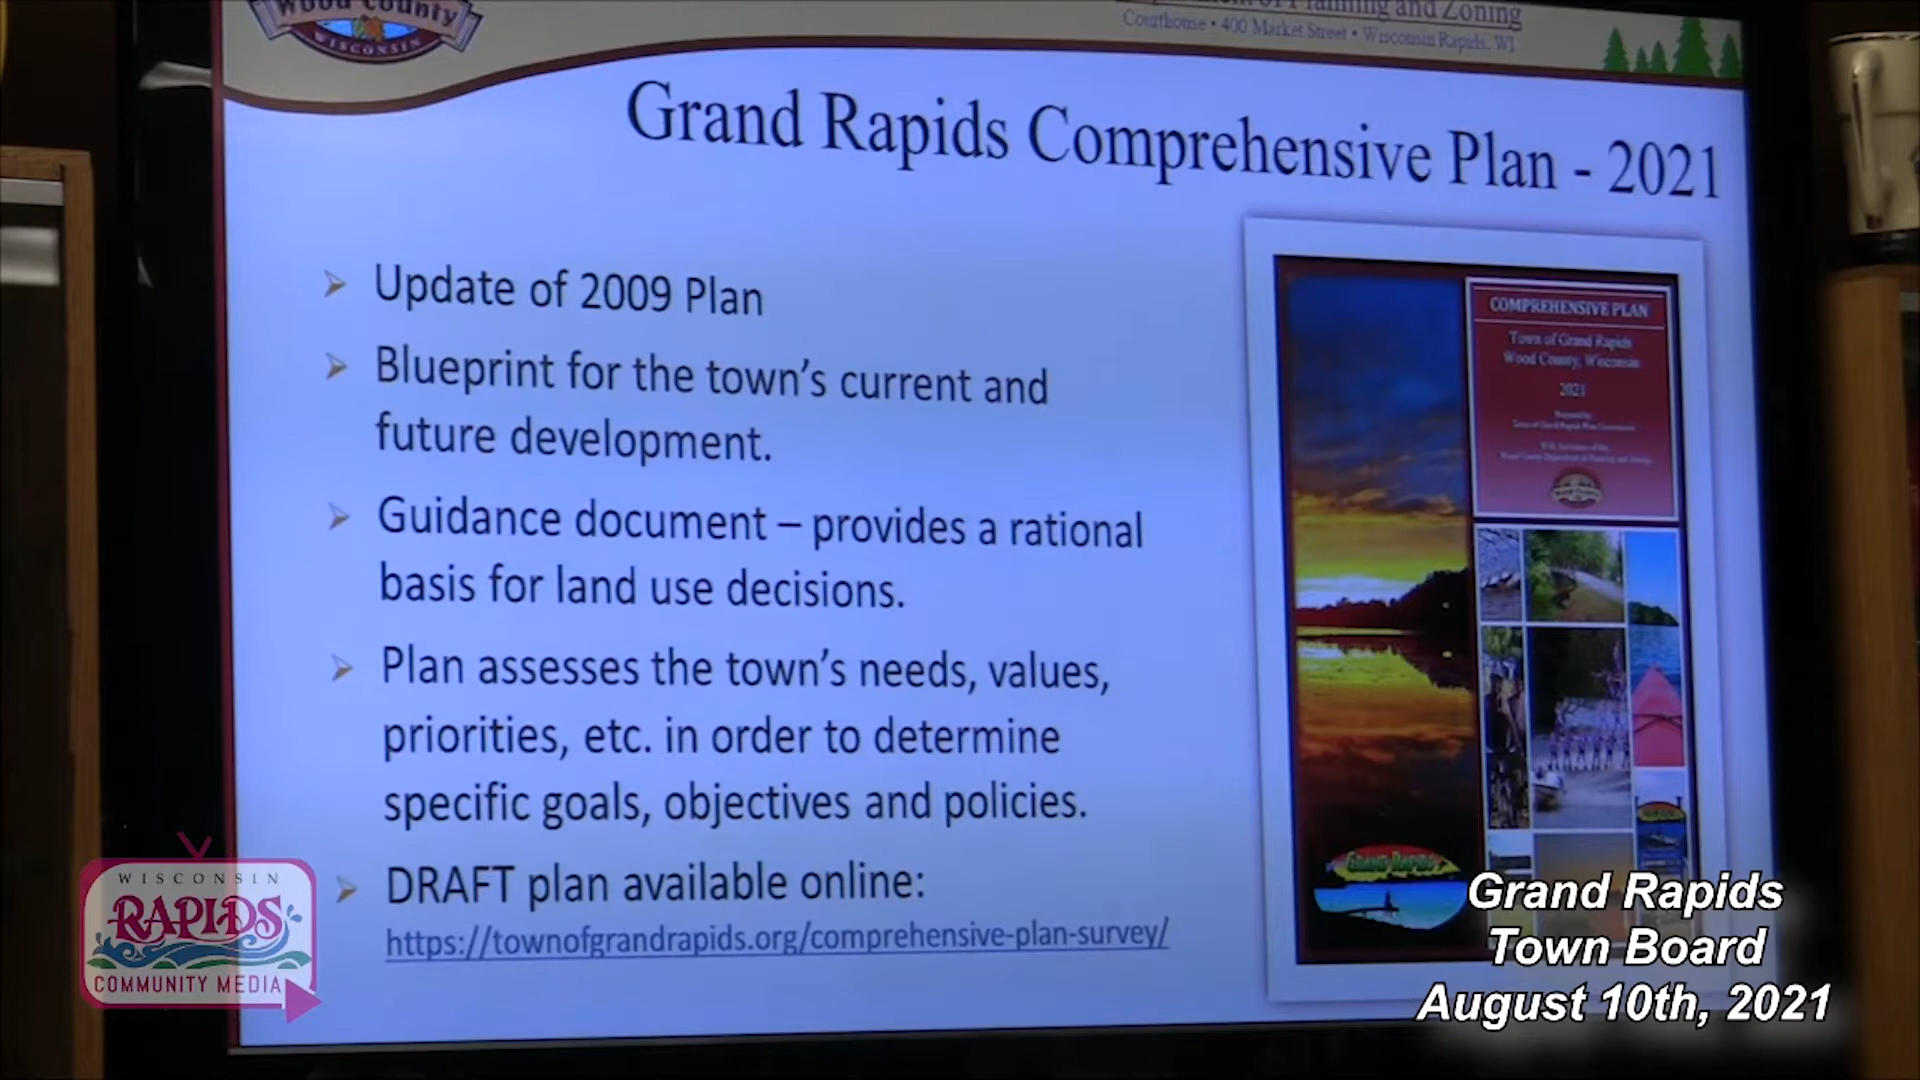 Wood County
WISCONSIN
of Planning and Zoning
Courthouse • 400 Market Street • Wisconsin Rapids, WI
Grand Rapids Comprehensive Plan - 2021
Update of 2009 Plan
Blueprint for the town's current and
future development.
Guidance document – provides a rational
basis for land use decisions.
Plan assesses the town's needs, values,
priorities, etc. in order to determine
specific goals, objectives and policies.
DRAFT plan available online:
https://townofgrandrapids.org/comprehensive-plan-survey/
COMPREHENSIVE PLAN
Town of Grand Rapids
Wood County, Wisconsin
2021
GRAND RAPIDS
WISCONSIN
RAPIDS
COMMUNITY MEDIA
Grand Rapids
Town Board
August 10th, 2021